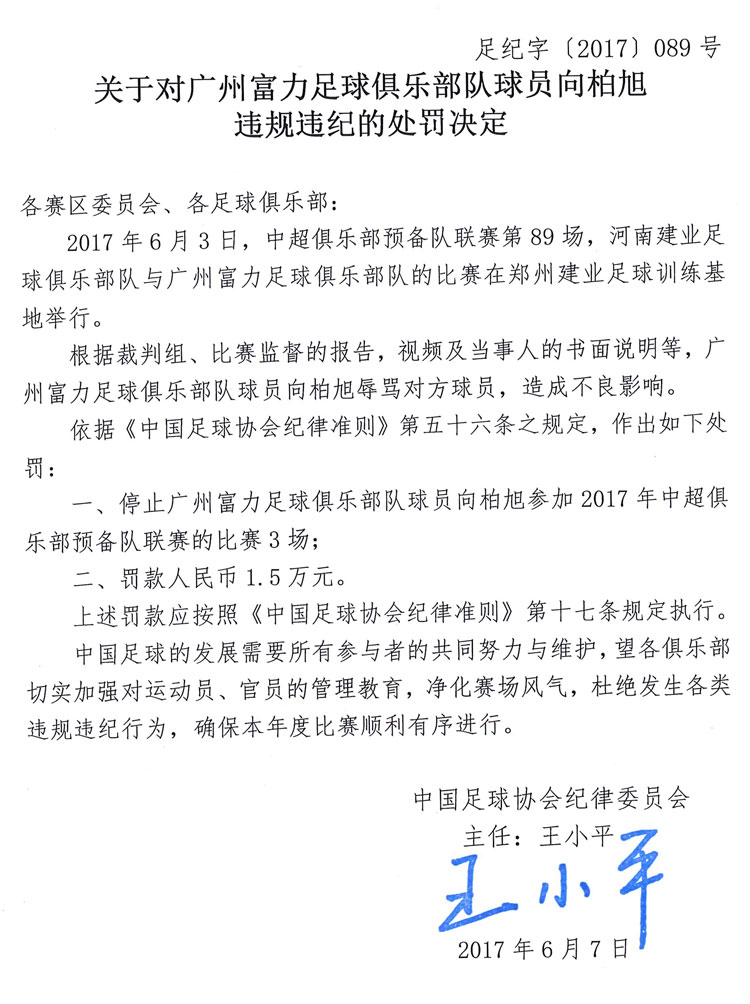 足纪字〔2017〕089号
关于对广州富力足球俱乐部队球员向柏旭
违规违纪的处罚决定
各赛区委员会、各足球俱乐部：
2017年6月3日，中超俱乐部预备队联赛第89场，河南建业足
球俱乐部队与广州富力足球俱乐部队的比赛在郑州建业足球训练基
地举行。
根据裁判组、比赛监督的报告，视频及当事人的书面说明等，广
州富力足球俱乐部队球员向柏旭辱骂对方球员，造成不良影响。
依据《中国足球协会纪律准则》第五十六条之规定，作出如下处
罚：
一、停止广州富力足球俱乐部队球员向柏旭参加2017年中超俱
乐部预备队联赛的比赛3场；
二、罚款人民币1.5万元。
上述罚款应按照《中国足球协会纪律准则》第十七条规定执行。
中国足球的发展需要所有参与者的共同努力与维护，望各俱乐部
切实加强对运动员、官员的管理教育，净化赛场风气，杜绝发生各类
违规违纪行为，确保本年度比赛顺利有序进行。
中国足球协会纪律委员会
主任：王小平
王小平
2017年6月7日